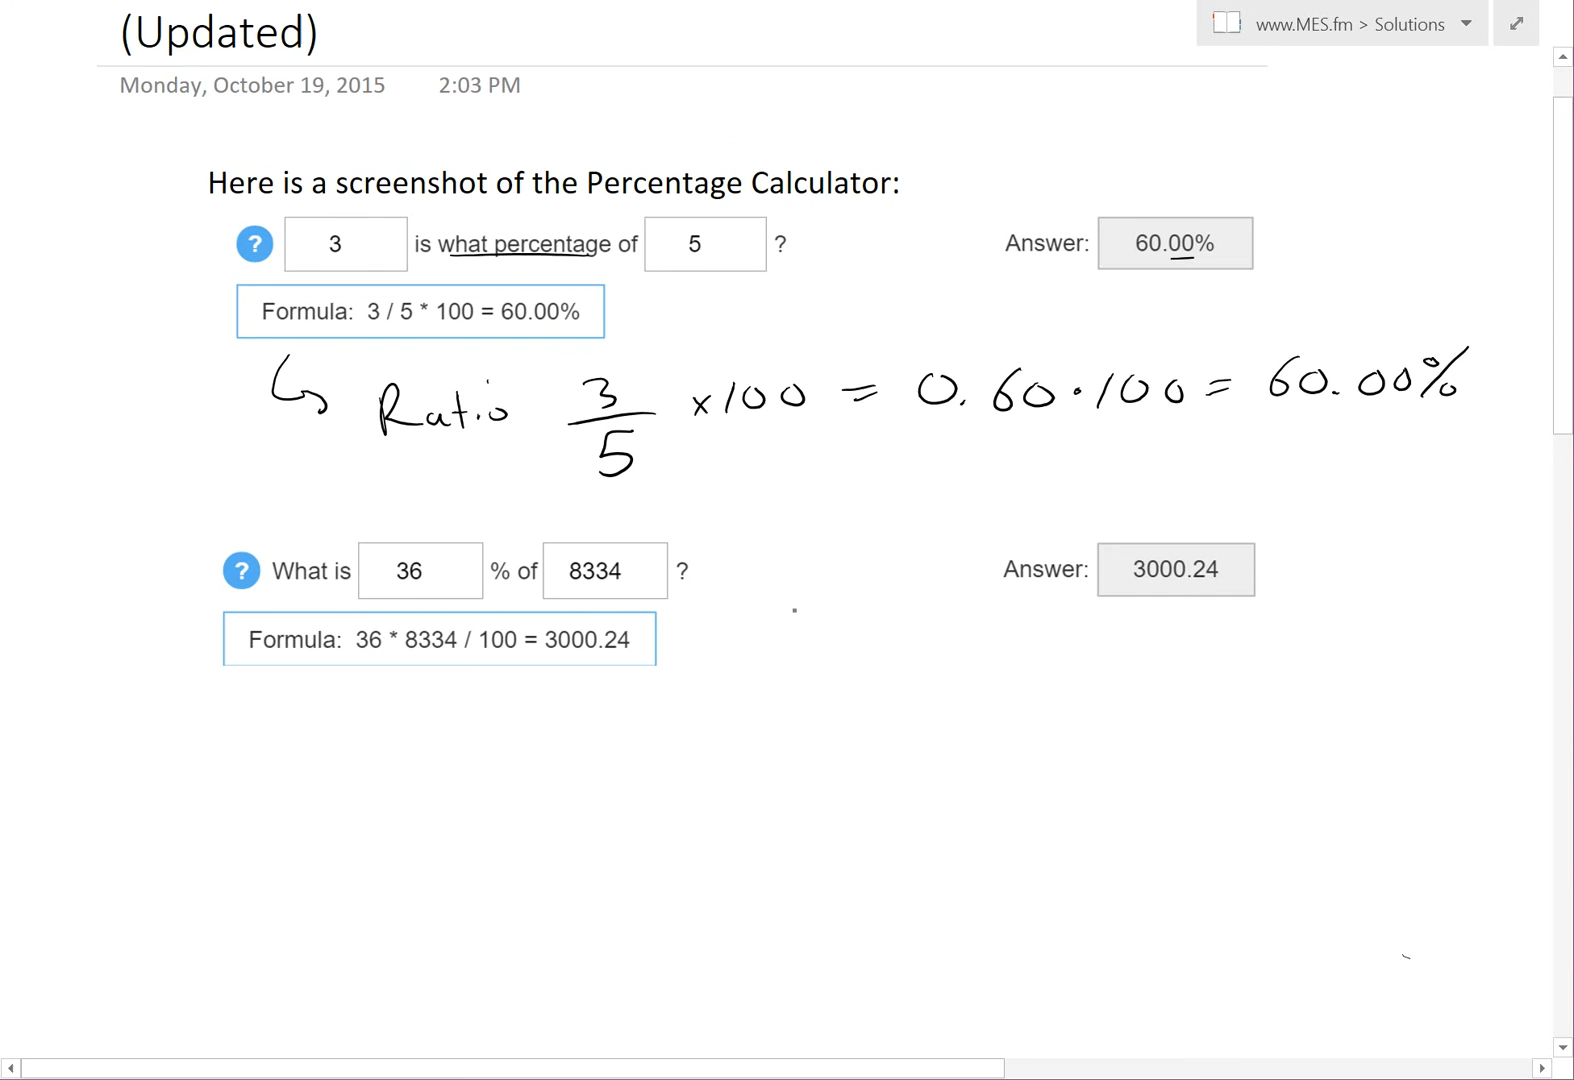 (Updated)
www.MES.fm > Solutions
Monday, October 19, 2015 2:03 PM
Here is a screenshot of the Percentage Calculator:
? 3 is what percentage of 5 ? Answer: 60.00%
Formula: 3 / 5 * 100 = 60.00%
Ratio 3/5 × 100 = 0.60 · 100 = 60.00%
? What is 36 % of 8334 ? Answer: 3000.24
Formula: 36 * 8334 / 100 = 3000.24